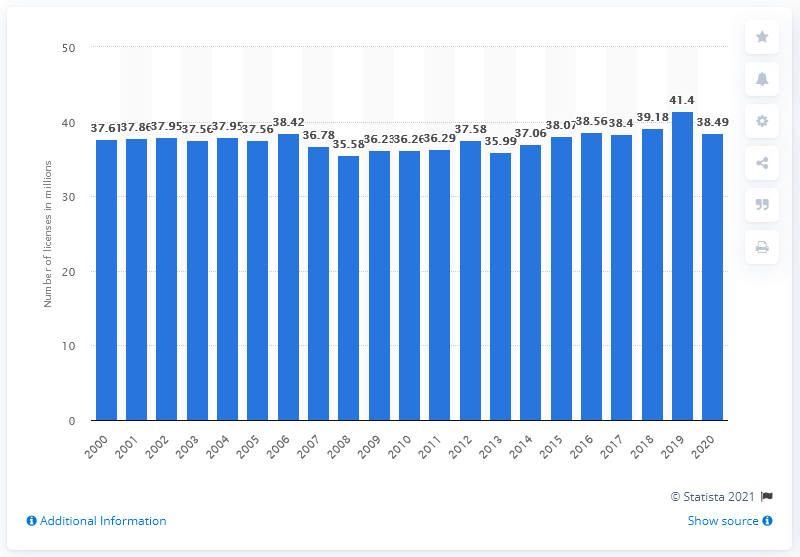 50
40
30
20
10
0
Number of licenses in millions
37.61 37.86 37.95 37.56 37.95 37.56 38.42 36.78 35.58 36.23 36.26 36.29 37.58 35.99 37.06 38.07 38.56 38.4 39.18 41.4 38.49
2000 2001 2002 2003 2004 2005 2006 2007 2008 2009 2010 2011 2012 2013 2014 2015 2016 2017 2018 2019 2020
© Statista 2021
Additional Information
Show source